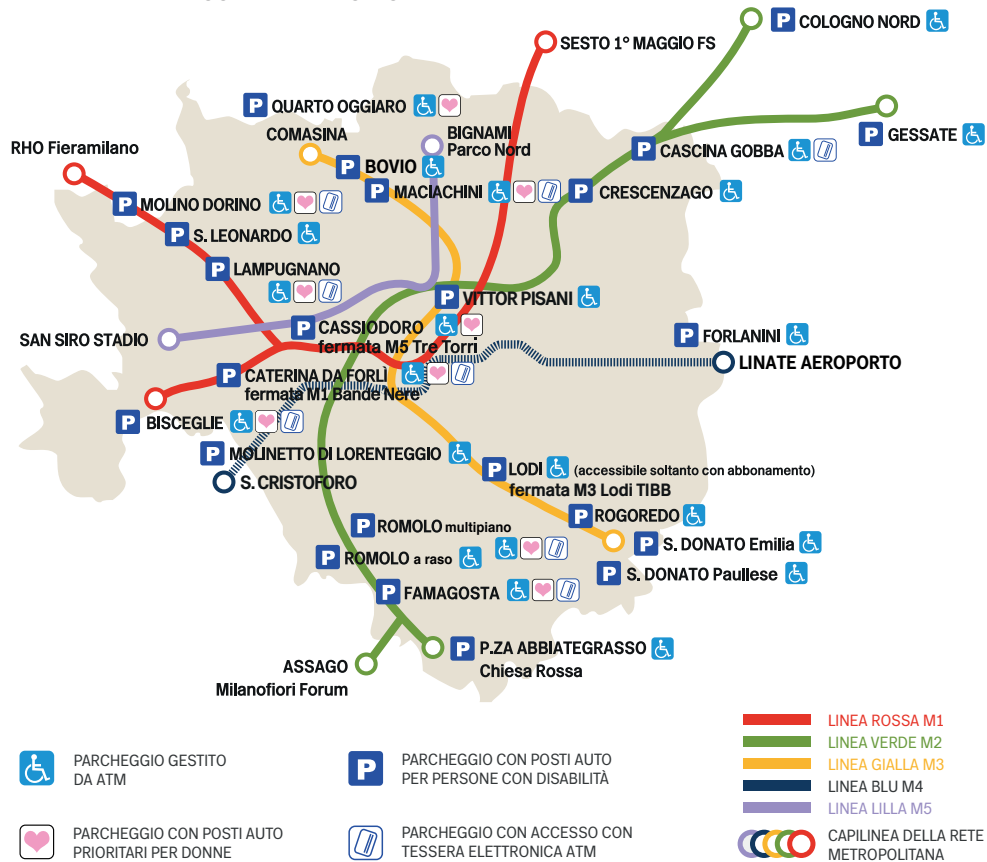 P COLOGNO NORD
SESTO 1° MAGGIO FS
P QUARTO OGGIARO
COMASINA
BIGNAMI
Parco Nord
P GESSATE
P CASCINA GOBBA
RHO Fieramilano
P BOVIO
P MACIACHINI
P CRESCENZAGO
P MOLINO DORINO
P S. LEONARDO
P LAMPUGNANO
P VITTOR PISANI
SAN SIRO STADIO
P CASSIODORO
fermata M5 Tre Torri
P FORLANINI
LINATE AEROPORTO
P CATERINA DA FORLÌ
fermata M1 Bande Nere
P BISCEGLIE
P MOLINETTO DI LORENTEGGIO
S. CRISTOFORO
P LODI (accessibile soltanto con abbonamento)
fermata M3 Lodi TIBB
P ROGOREDO
P ROMOLO multipiano
P S. DONATO Emilia
P ROMOLO a raso
P S. DONATO Paullese
P FAMAGOSTA
P P.ZA ABBIATEGRASSO
Chiesa Rossa
ASSAGO
Milanofiori Forum
PARCHEGGIO GESTITO
DA ATM
P PARCHEGGIO CON POSTI AUTO
PER PERSONE CON DISABILITÀ
PARCHEGGIO CON POSTI AUTO
PRIORITARI PER DONNE
PARCHEGGIO CON ACCESSO CON
TESSERA ELETTRONICA ATM
LINEA ROSSA M1
LINEA VERDE M2
LINEA GIALLA M3
LINEA BLU M4
LINEA LILLA M5
CAPILINEA DELLA RETE
METROPOLITANA